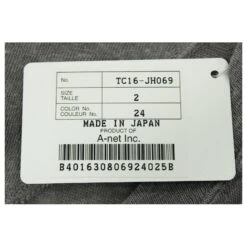 No. TC16-JH069
SIZE
TAILLE 2
COLOR No.
COULEUR No. 24
MADE IN JAPAN
PRODUCT OF
A-net Inc.
B401630806924025B